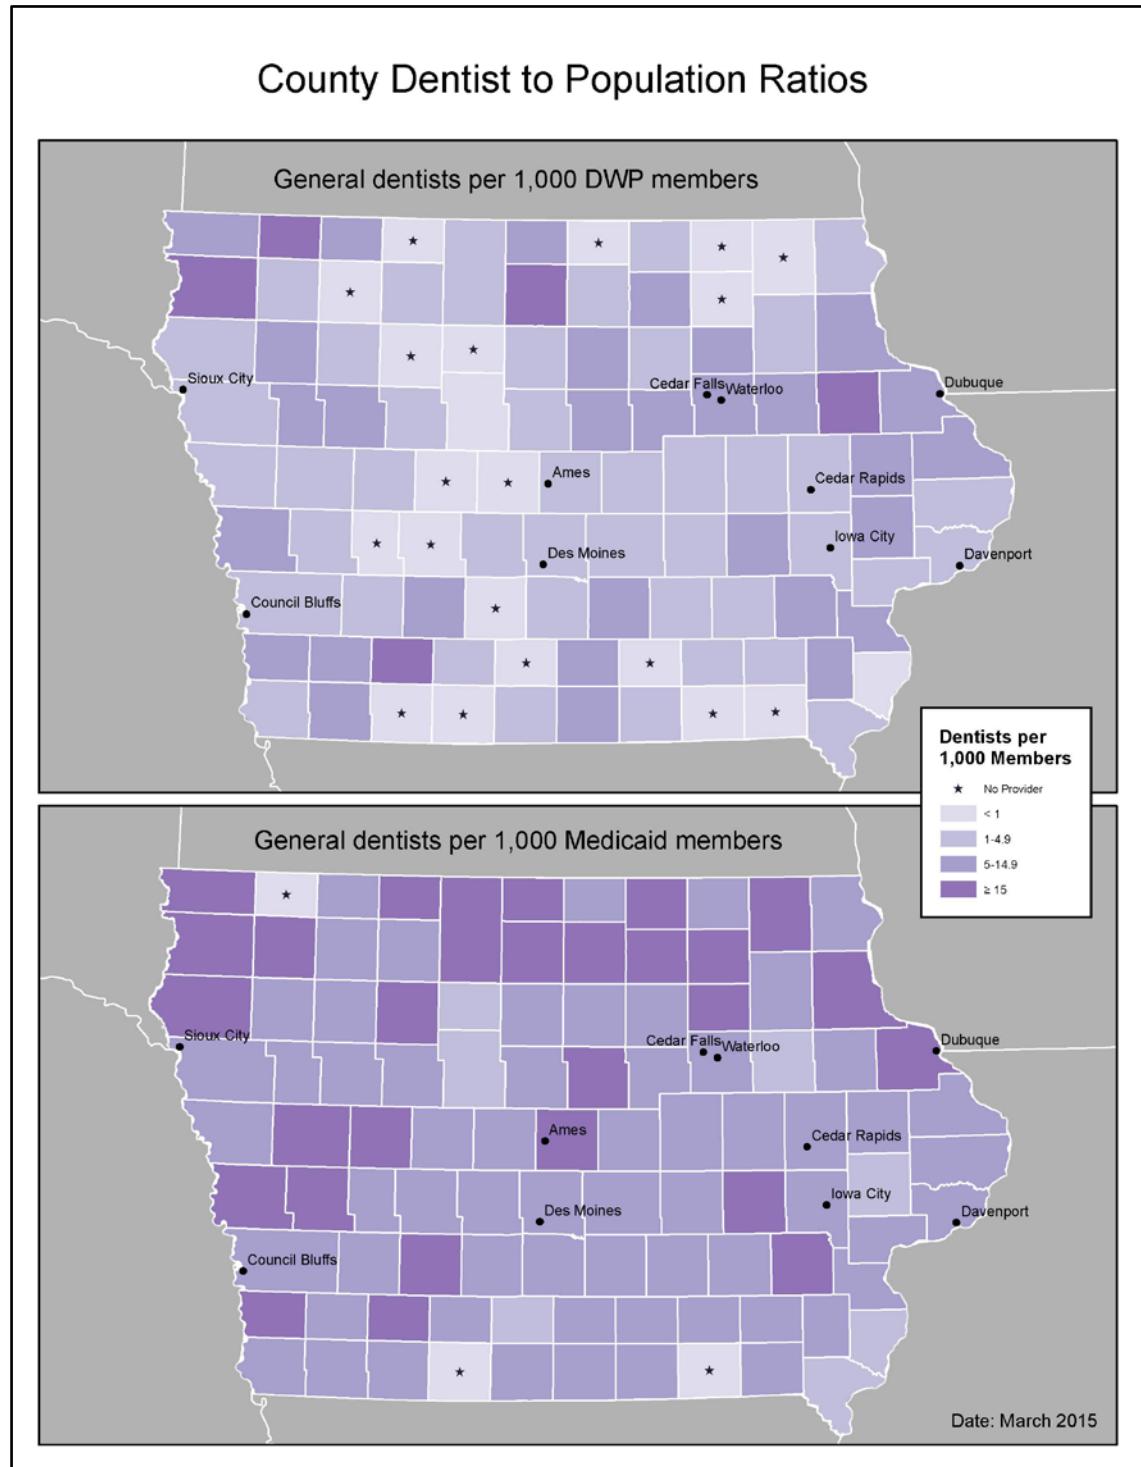 County Dentist to Population Ratios
General dentists per 1,000 DWP members
Sioux City
Cedar Falls
Waterloo
Dubuque
Ames
Cedar Rapids
Des Moines
Iowa City
Davenport
Council Bluffs
Dentists per
1,000 Members
★ No Provider
< 1
1-4.9
5-14.9
≥ 15
General dentists per 1,000 Medicaid members
Sioux City
Cedar Falls
Waterloo
Dubuque
Ames
Cedar Rapids
Des Moines
Iowa City
Davenport
Council Bluffs
Date: March 2015